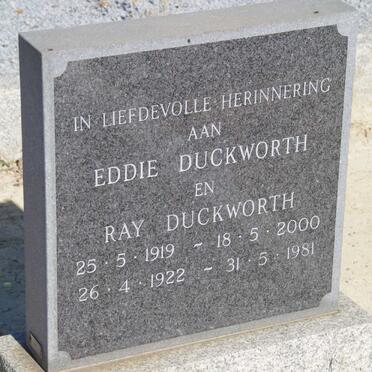 IN LIEFDEVOLLE HERINNERING
AAN
EDDIE DUCKWORTH
EN
RAY DUCKWORTH
25 · 5 · 1919 ~ 18 · 5 · 2000
26 · 4 · 1922 ~ 31 · 5 · 1981